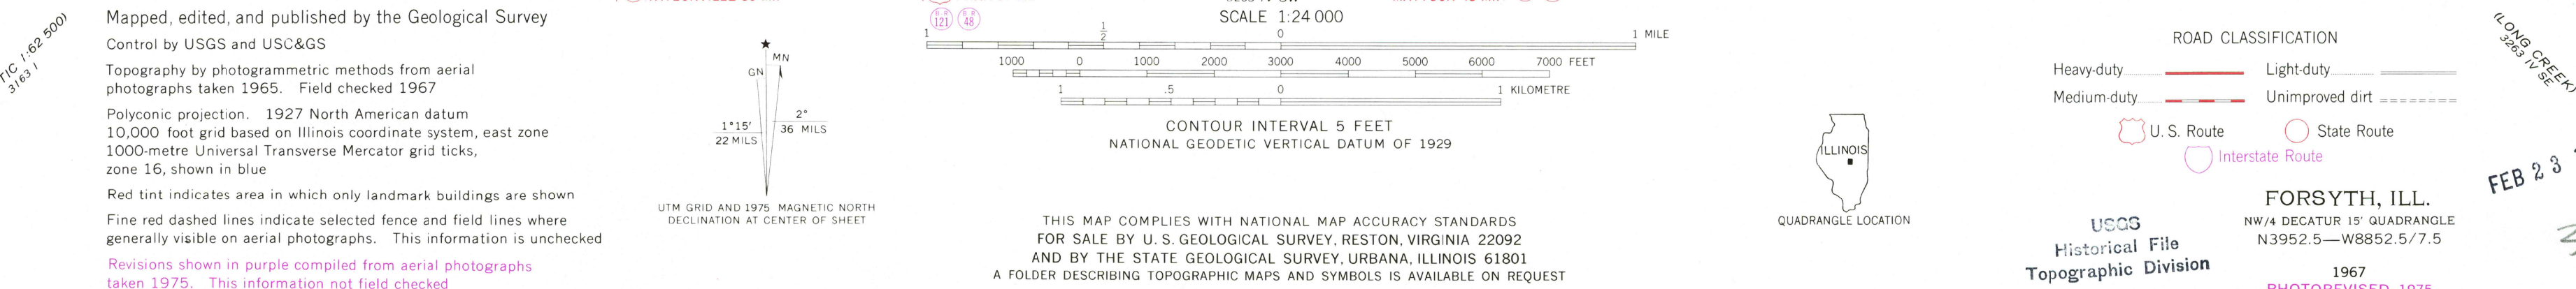 TIC 1:62 500)
3163 I
Mapped, edited, and published by the Geological Survey
Control by USGS and USC&GS
Topography by photogrammetric methods from aerial
photographs taken 1965. Field checked 1967
Polyconic projection. 1927 North American datum
10,000 foot grid based on Illinois coordinate system, east zone
1000-metre Universal Transverse Mercator grid ticks,
zone 16, shown in blue
Red tint indicates area in which only landmark buildings are shown
Fine red dashed lines indicate selected fence and field lines where
generally visible on aerial photographs. This information is unchecked
Revisions shown in purple compiled from aerial photographs
taken 1975. This information not field checked
MN
GN
1°15′
22 MILS
2°
36 MILS
UTM GRID AND 1975 MAGNETIC NORTH
DECLINATION AT CENTER OF SHEET
121 48
SCALE 1:24 000
1 1/2 0 1 MILE
1000 0 1000 2000 3000 4000 5000 6000 7000 FEET
1 .5 0 1 KILOMETRE
CONTOUR INTERVAL 5 FEET
NATIONAL GEODETIC VERTICAL DATUM OF 1929
THIS MAP COMPLIES WITH NATIONAL MAP ACCURACY STANDARDS
FOR SALE BY U. S. GEOLOGICAL SURVEY, RESTON, VIRGINIA 22092
AND BY THE STATE GEOLOGICAL SURVEY, URBANA, ILLINOIS 61801
A FOLDER DESCRIBING TOPOGRAPHIC MAPS AND SYMBOLS IS AVAILABLE ON REQUEST
ILLINOIS
QUADRANGLE LOCATION
ROAD CLASSIFICATION
Heavy-duty Light-duty
Medium-duty Unimproved dirt
U. S. Route State Route
Interstate Route
(LONG CREEK)
3263 IV SE
FEB 23
USGS
Historical File
Topographic Division
FORSYTH, ILL.
NW/4 DECATUR 15′ QUADRANGLE
N3952.5—W8852.5/7.5
1967
PHOTOREVISED 1975